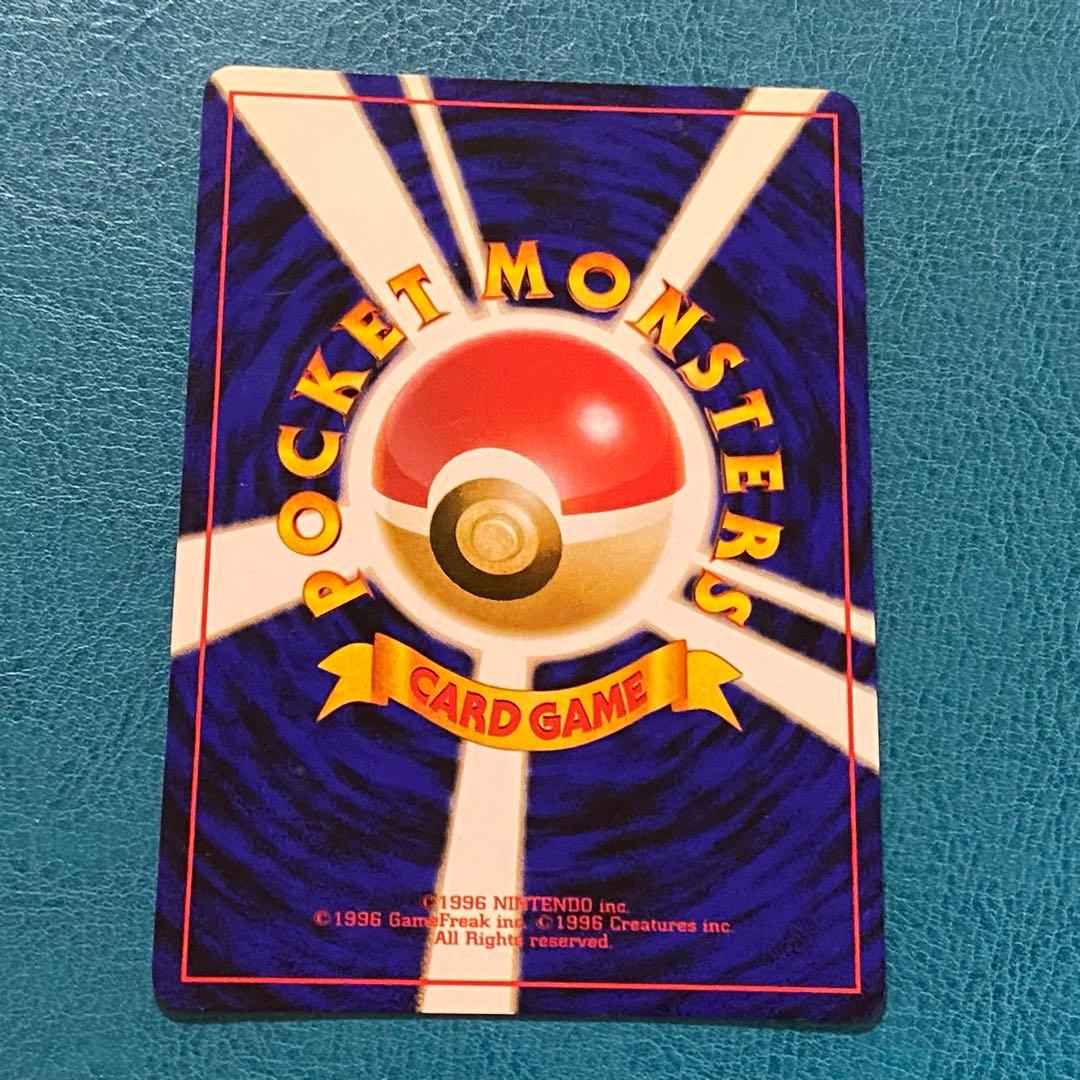 POCKET MONSTERS
CARD GAME
©1996 NINTENDO inc.
©1996 GameFreak inc. ©1996 Creatures inc.
All Rights reserved.